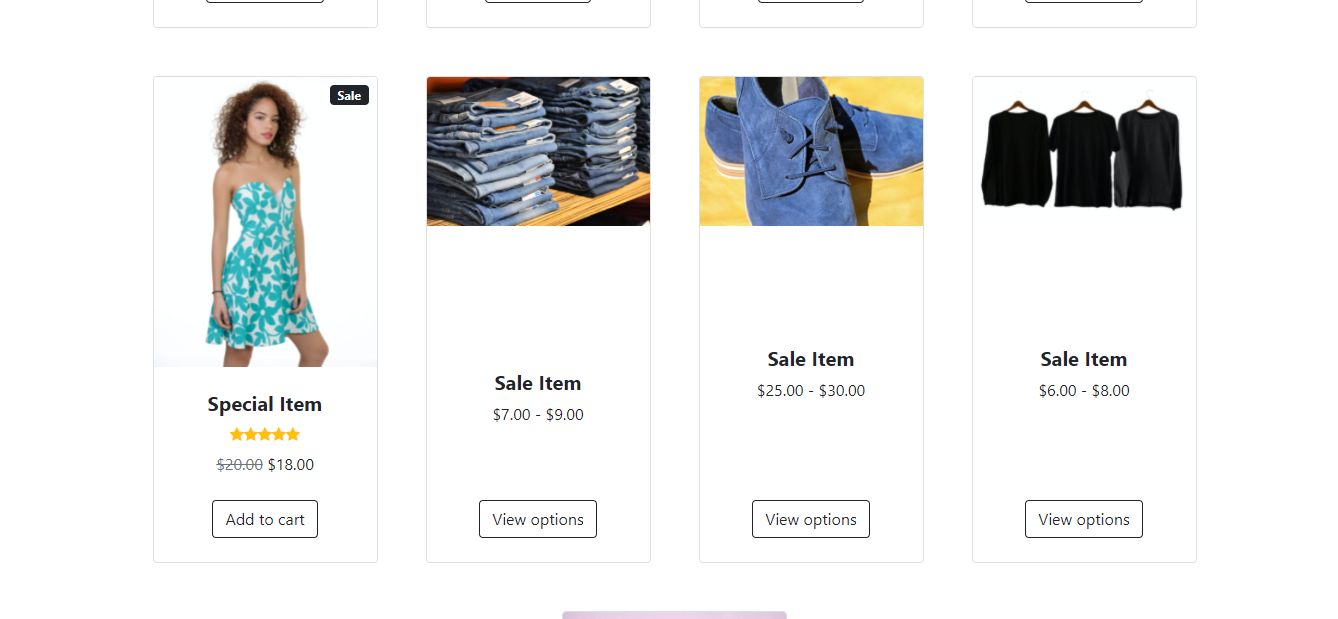 Sale
Special Item
$20.00 $18.00
Add to cart
Sale Item
$7.00 - $9.00
View options
Sale Item
$25.00 - $30.00
View options
Sale Item
$6.00 - $8.00
View options